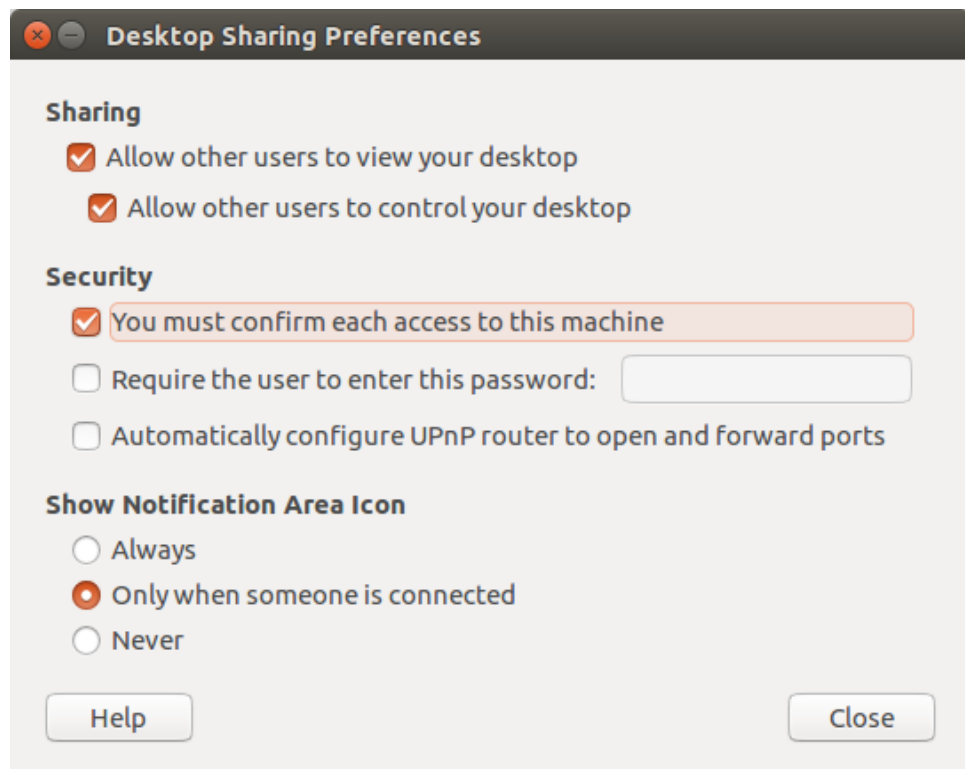 Desktop Sharing Preferences
Sharing
Allow other users to view your desktop
Allow other users to control your desktop
Security
You must confirm each access to this machine
Require the user to enter this password:
Automatically configure UPnP router to open and forward ports
Show Notification Area Icon
Always
Only when someone is connected
Never
Help Close